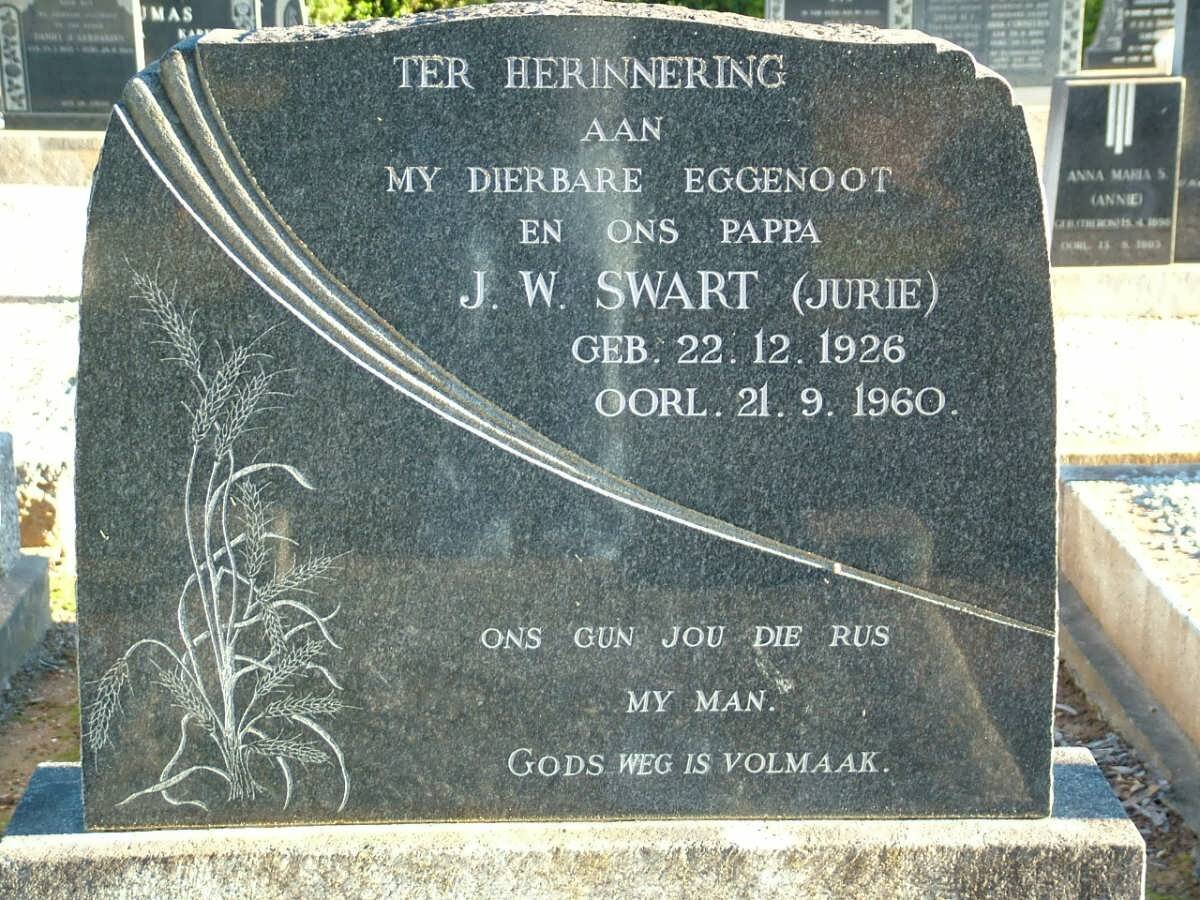 TER HERINNERING
AAN
MY DIERBARE EGGENOOT
EN ONS PAPPA
J. W. SWART (JURIE)
GEB. 22. 12. 1926
OORL. 21. 9. 1960.
ONS GUN JOU DIE RUS
MY MAN.
GODS WEG IS VOLMAAK.
UMAS
ANNA MARIA S.
(ANNIE)